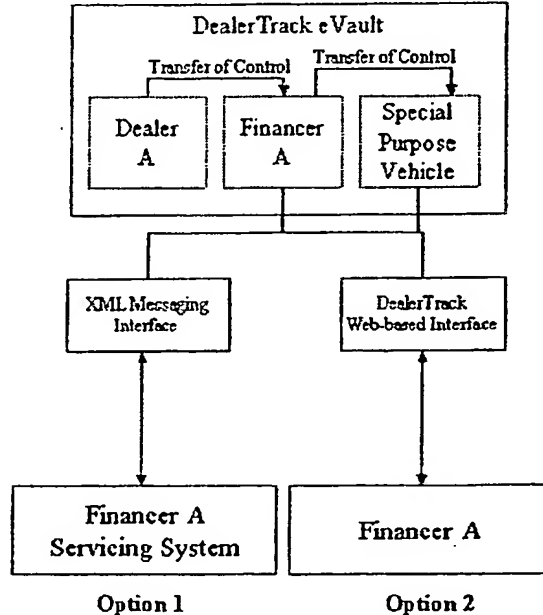 DealerTrack eVault
Transfer of Control
Transfer of Control
Dealer
A
Financer
A
Special
Purpose
Vehicle
XML Messaging
Interface
DealerTrack
Web-based Interface
Financer A
Servicing System
Financer A
Option 1
Option 2